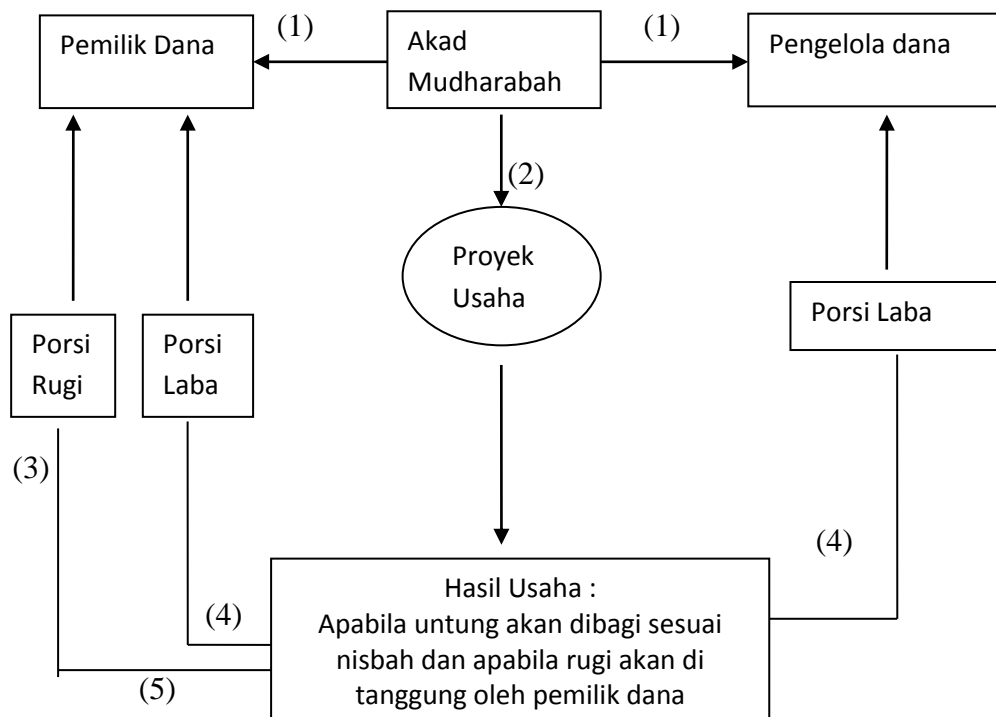 (1)
(1)
Pemilik Dana
Akad
Mudharabah
Pengelola dana
(2)
Proyek
Usaha
Porsi
Rugi
Porsi
Laba
Porsi Laba
(3)
(4)
(4)
(5)
Hasil Usaha :
Apabila untung akan dibagi sesuai
nisbah dan apabila rugi akan di
tanggung oleh pemilik dana